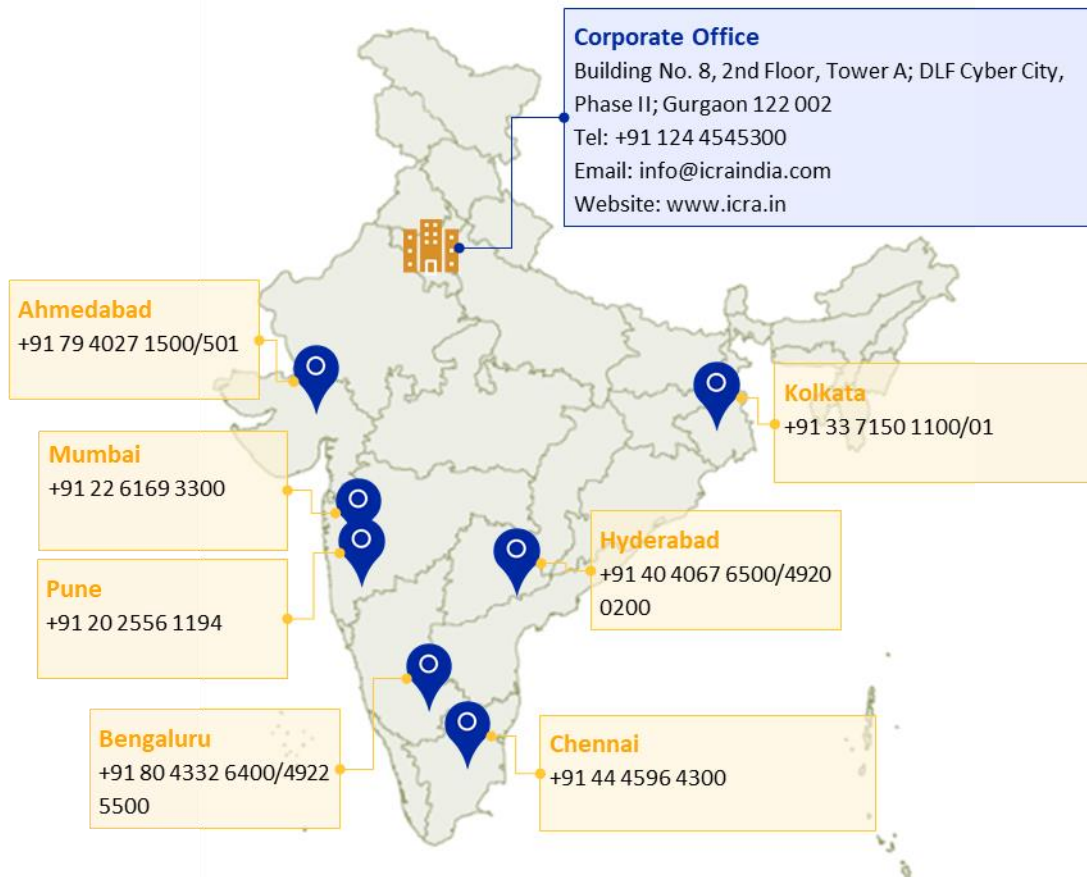 Corporate Office
Building No. 8, 2nd Floor, Tower A; DLF Cyber City,
Phase II; Gurgaon 122 002
Tel: +91 124 4545300
Email: info@icraindia.com
Website: www.icra.in
Ahmedabad
+91 79 4027 1500/501
Kolkata
+91 33 7150 1100/01
Mumbai
+91 22 6169 3300
Hyderabad
+91 40 4067 6500/4920
0200
Pune
+91 20 2556 1194
Bengaluru
+91 80 4332 6400/4922
5500
Chennai
+91 44 4596 4300